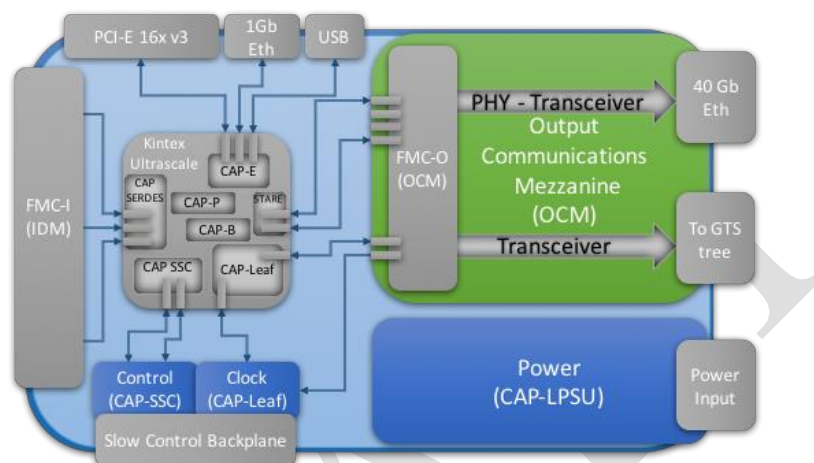 PCI-E 16x v3
1Gb
Eth
USB
FMC-I
(IDM)
Kintex
Ultrascale
CAP-E
CAP
SERDES
CAP-P
STARE
CAP-B
CAP SSC
CAP-Leaf
FMC-O
(OCM)
PHY - Transceiver
Output
Communications
Mezzanine
(OCM)
Transceiver
40 Gb
Eth
To GTS
tree
Control
(CAP-SSC)
Clock
(CAP-Leaf)
Slow Control Backplane
Power
(CAP-LPSU)
Power
Input